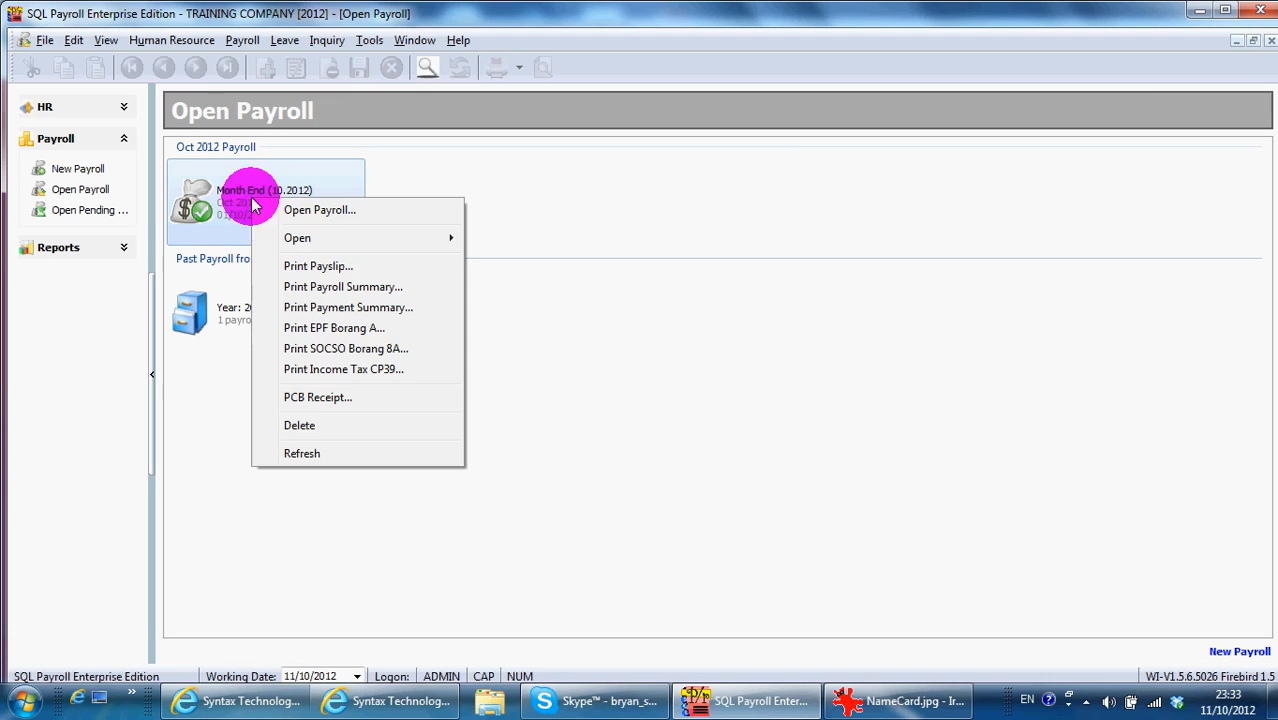 SQL Payroll Enterprise Edition - TRAINING COMPANY [2012] - [Open Payroll]
File Edit View Human Resource Payroll Leave Inquiry Tools Window Help
HR
Payroll
New Payroll
Open Payroll
Open Pending ...
Reports
Open Payroll
Oct 2012 Payroll
Month End (10.2012)
Oct 20
01/10/2
Past Payroll fro
Year: 2
1 payro
Open Payroll...
Open
Print Payslip...
Print Payroll Summary...
Print Payment Summary...
Print EPF Borang A...
Print SOCSO Borang 8A...
Print Income Tax CP39...
PCB Receipt...
Delete
Refresh
New Payroll
SQL Payroll Enterprise Edition Working Date: 11/10/2012 Logon: ADMIN CAP NUM WI-V1.5.6.5026 Firebird 1.5
Syntax Technolog... Syntax Technolog... Skype™ - bryan_s... SQL Payroll Enter... NameCard.jpg - Ir... EN 23:33
11/10/2012